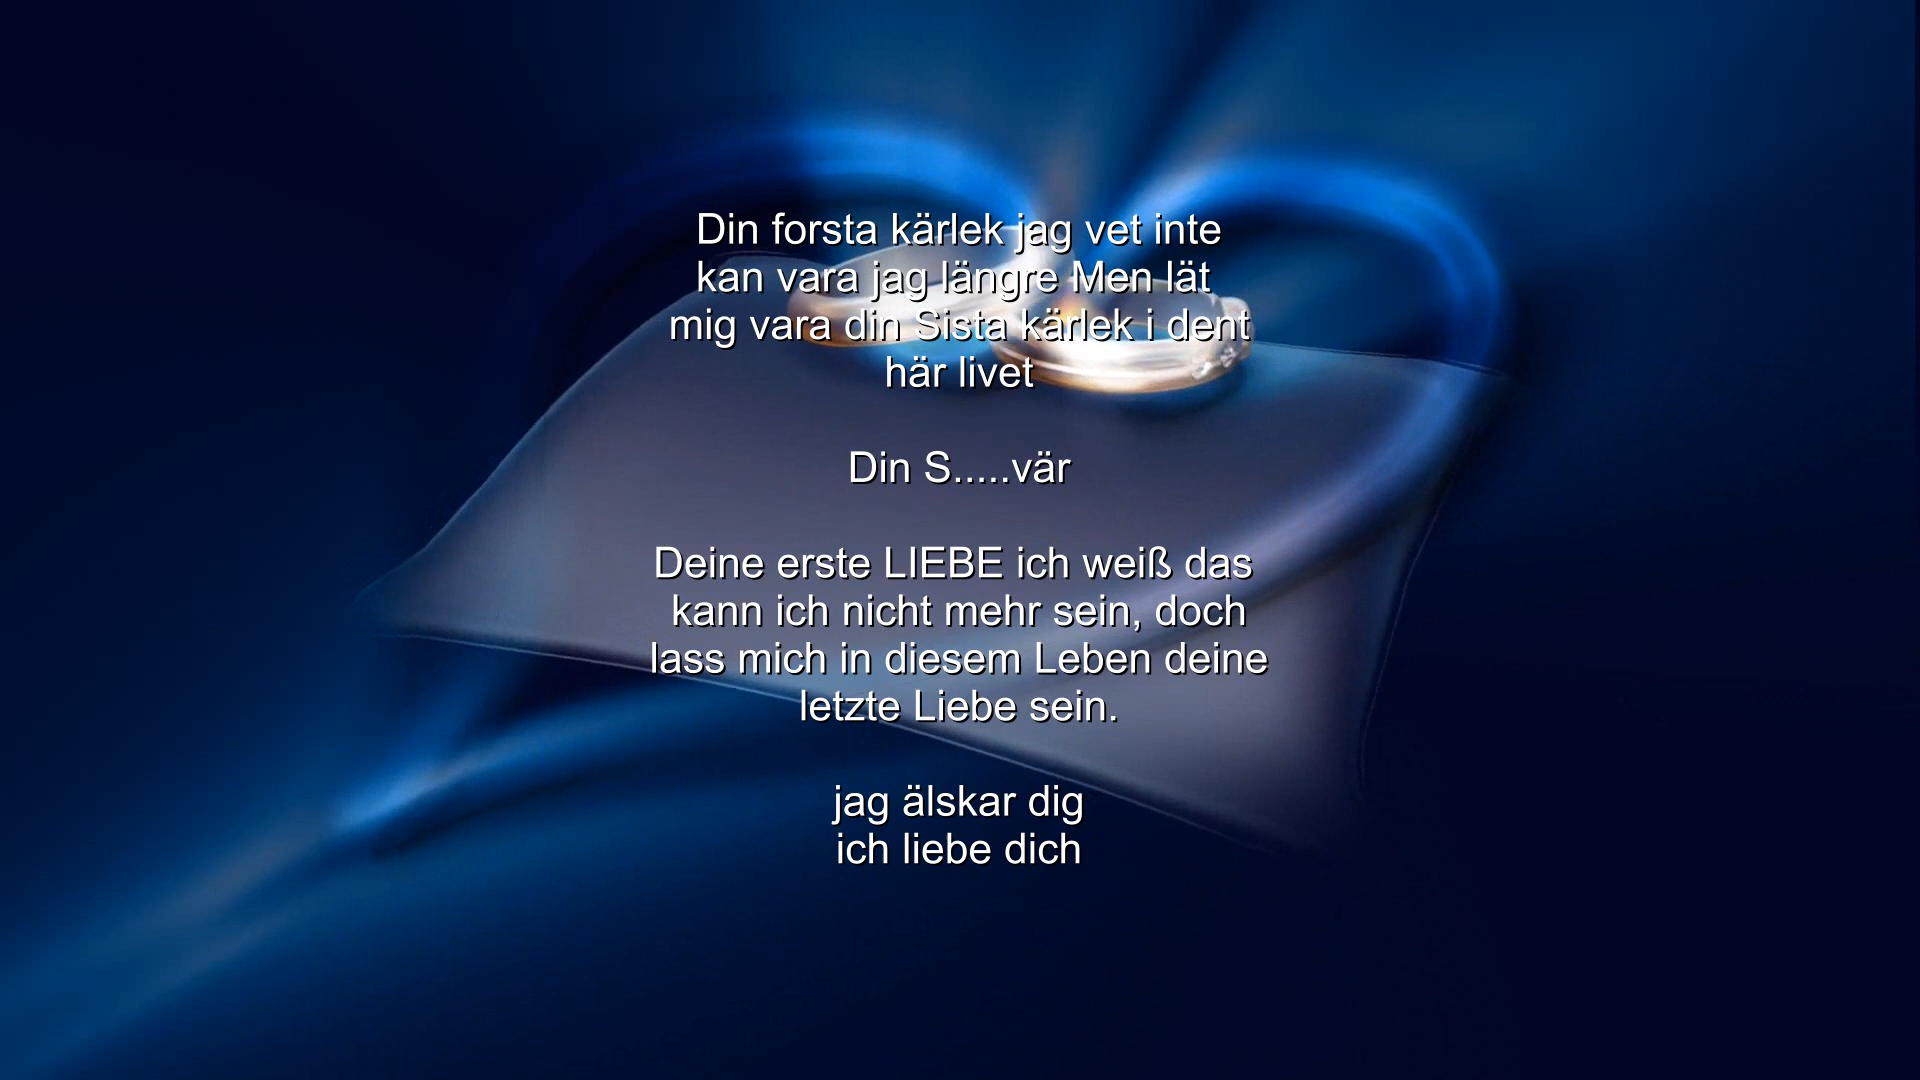 Din forsta kärlek jag vet inte
kan vara jag längre Men lät
mig vara din Sista kärlek i dent
här livet
Din S.....vär
Deine erste LIEBE ich weiß das
kann ich nicht mehr sein, doch
lass mich in diesem Leben deine
letzte Liebe sein.
jag älskar dig
ich liebe dich